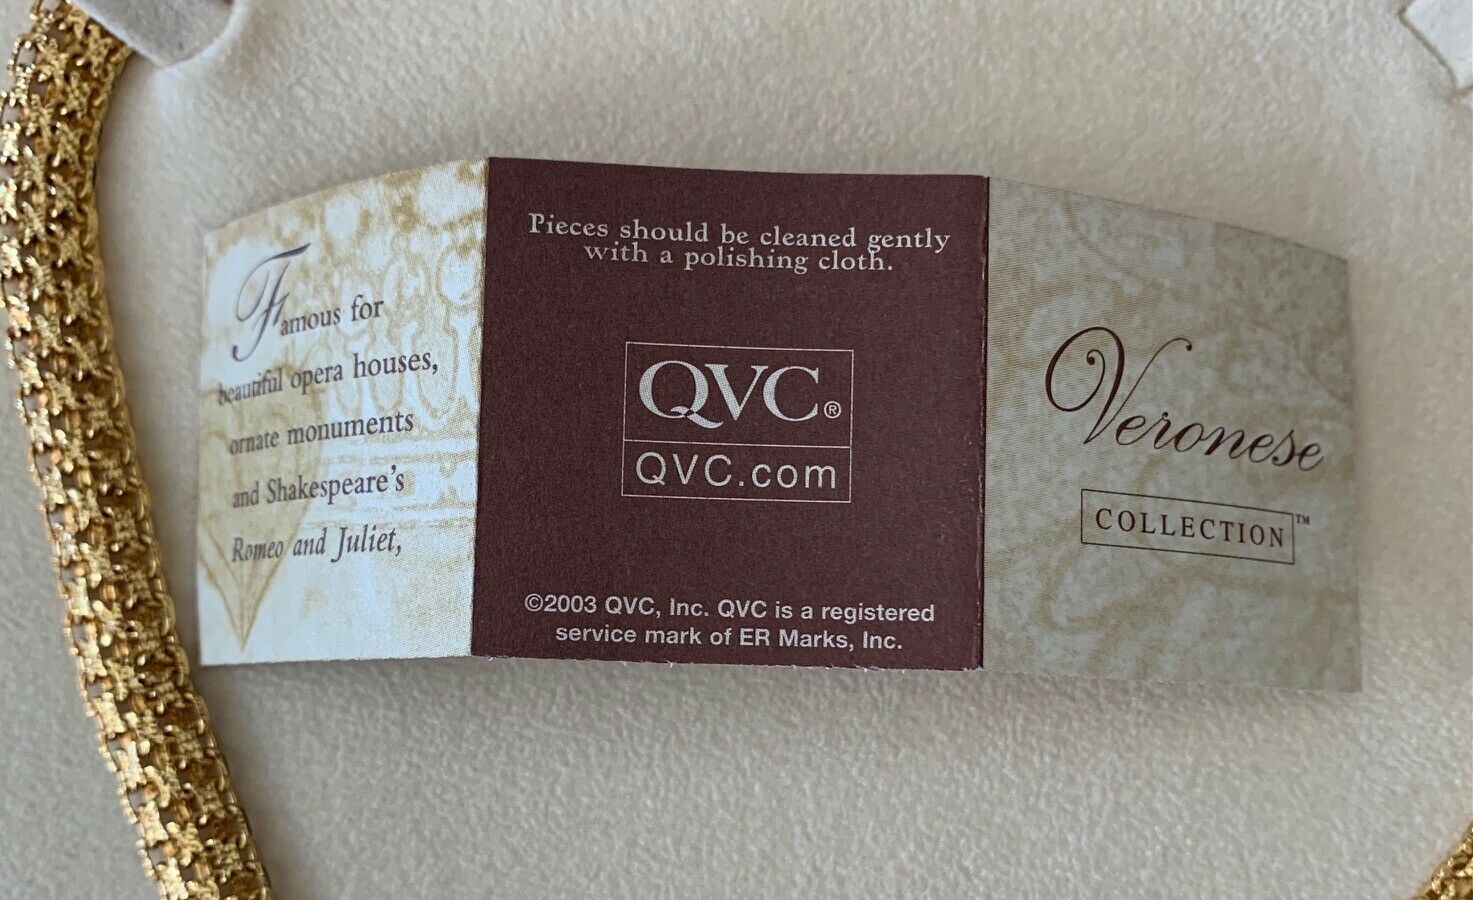 Famous for
beautiful opera houses,
ornate monuments
and Shakespeare's
Romeo and Juliet,
Pieces should be cleaned gently
with a polishing cloth.
QVC®
QVC.com
©2003 QVC, Inc. QVC is a registered
service mark of ER Marks, Inc.
Veronese
COLLECTION™